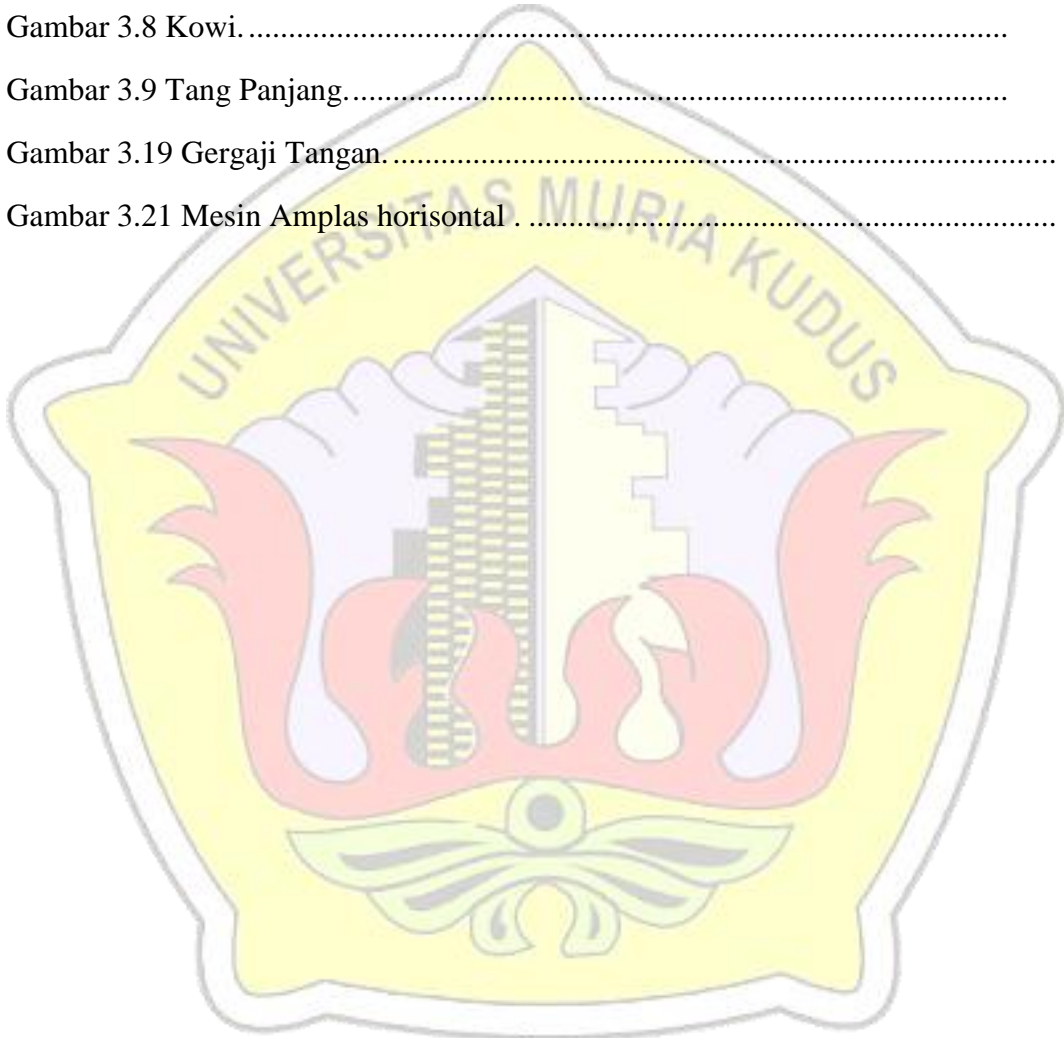 Gambar 3.8 Kowi. ...............................................................................................
Gambar 3.9 Tang Panjang...................................................................................
Gambar 3.19 Gergaji Tangan. ...................................................................................
Gambar 3.21 Mesin Amplas horisontal . ..................................................................
UNIVERSITAS MURIA KUDUS